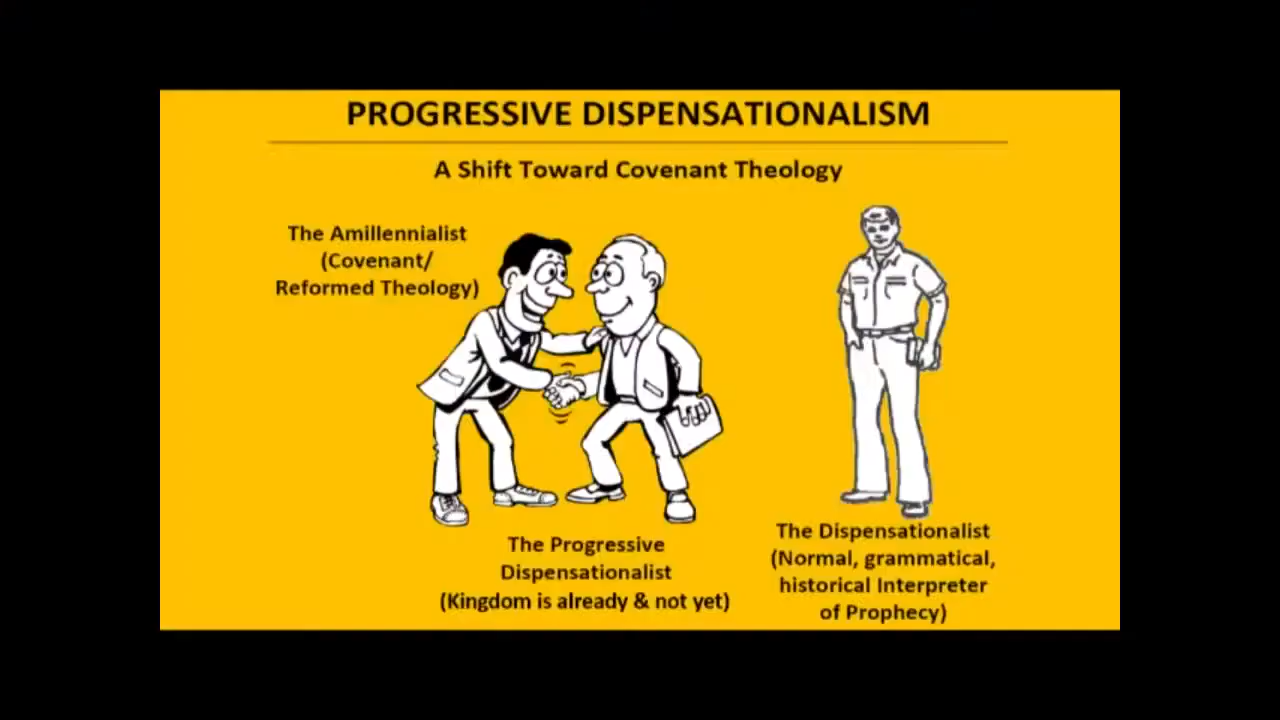 PROGRESSIVE DISPENSATIONALISM
A Shift Toward Covenant Theology
The Amillennialist
(Covenant/
Reformed Theology)
The Progressive
Dispensationalist
(Kingdom is already & not yet)
The Dispensationalist
(Normal, grammatical,
historical Interpreter
of Prophecy)